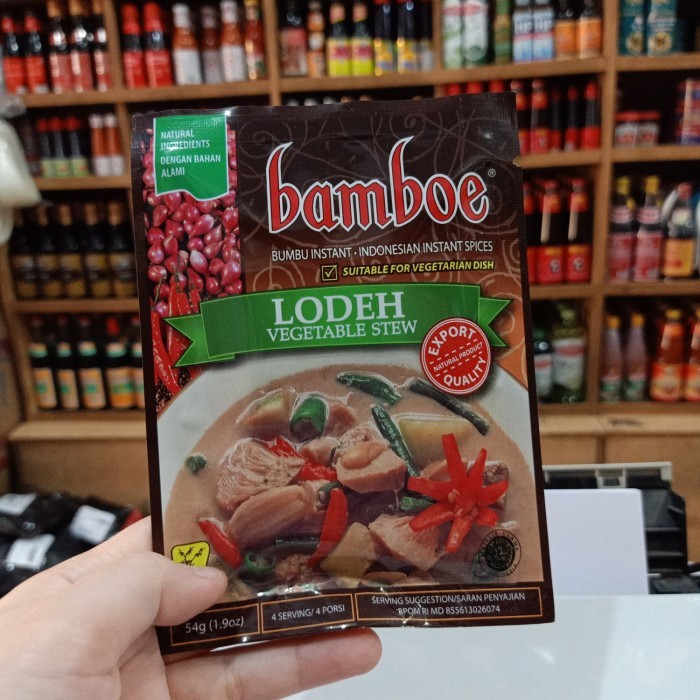 NATURAL
INGREDIENTS
DENGAN BAHAN
ALAMI
bamboe®
BUMBU INSTANT · INDONESIAN INSTANT SPICES
SUITABLE FOR VEGETARIAN DISH
LODEH
VEGETABLE STEW
EXPORT
NATURAL PRODUCT
QUALITY
54g (1.9oz)
4 SERVING/ 4 PORSI
SERVING SUGGESTION/SARAN PENYAJIAN
BPOM RI MD 855613026074